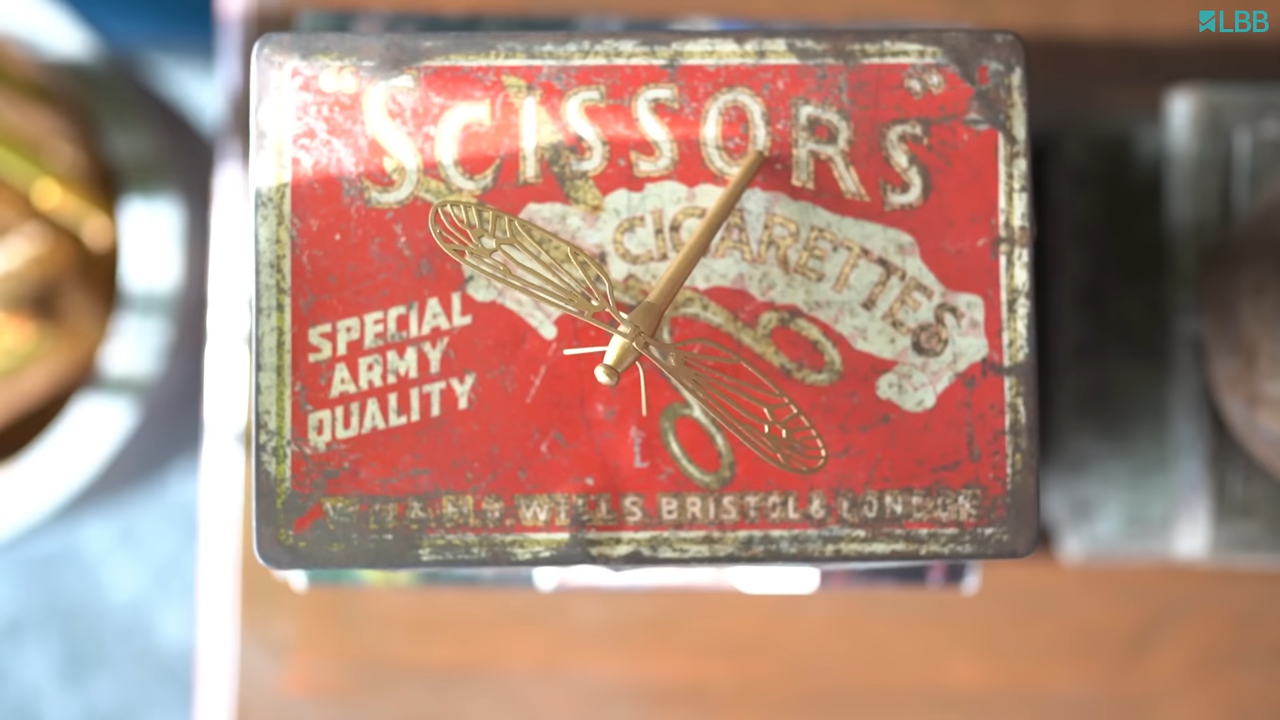 LBB
"SCISSORS"
CIGARETTES
SPECIAL
ARMY
QUALITY
WILLS BRISTOL & LONDON